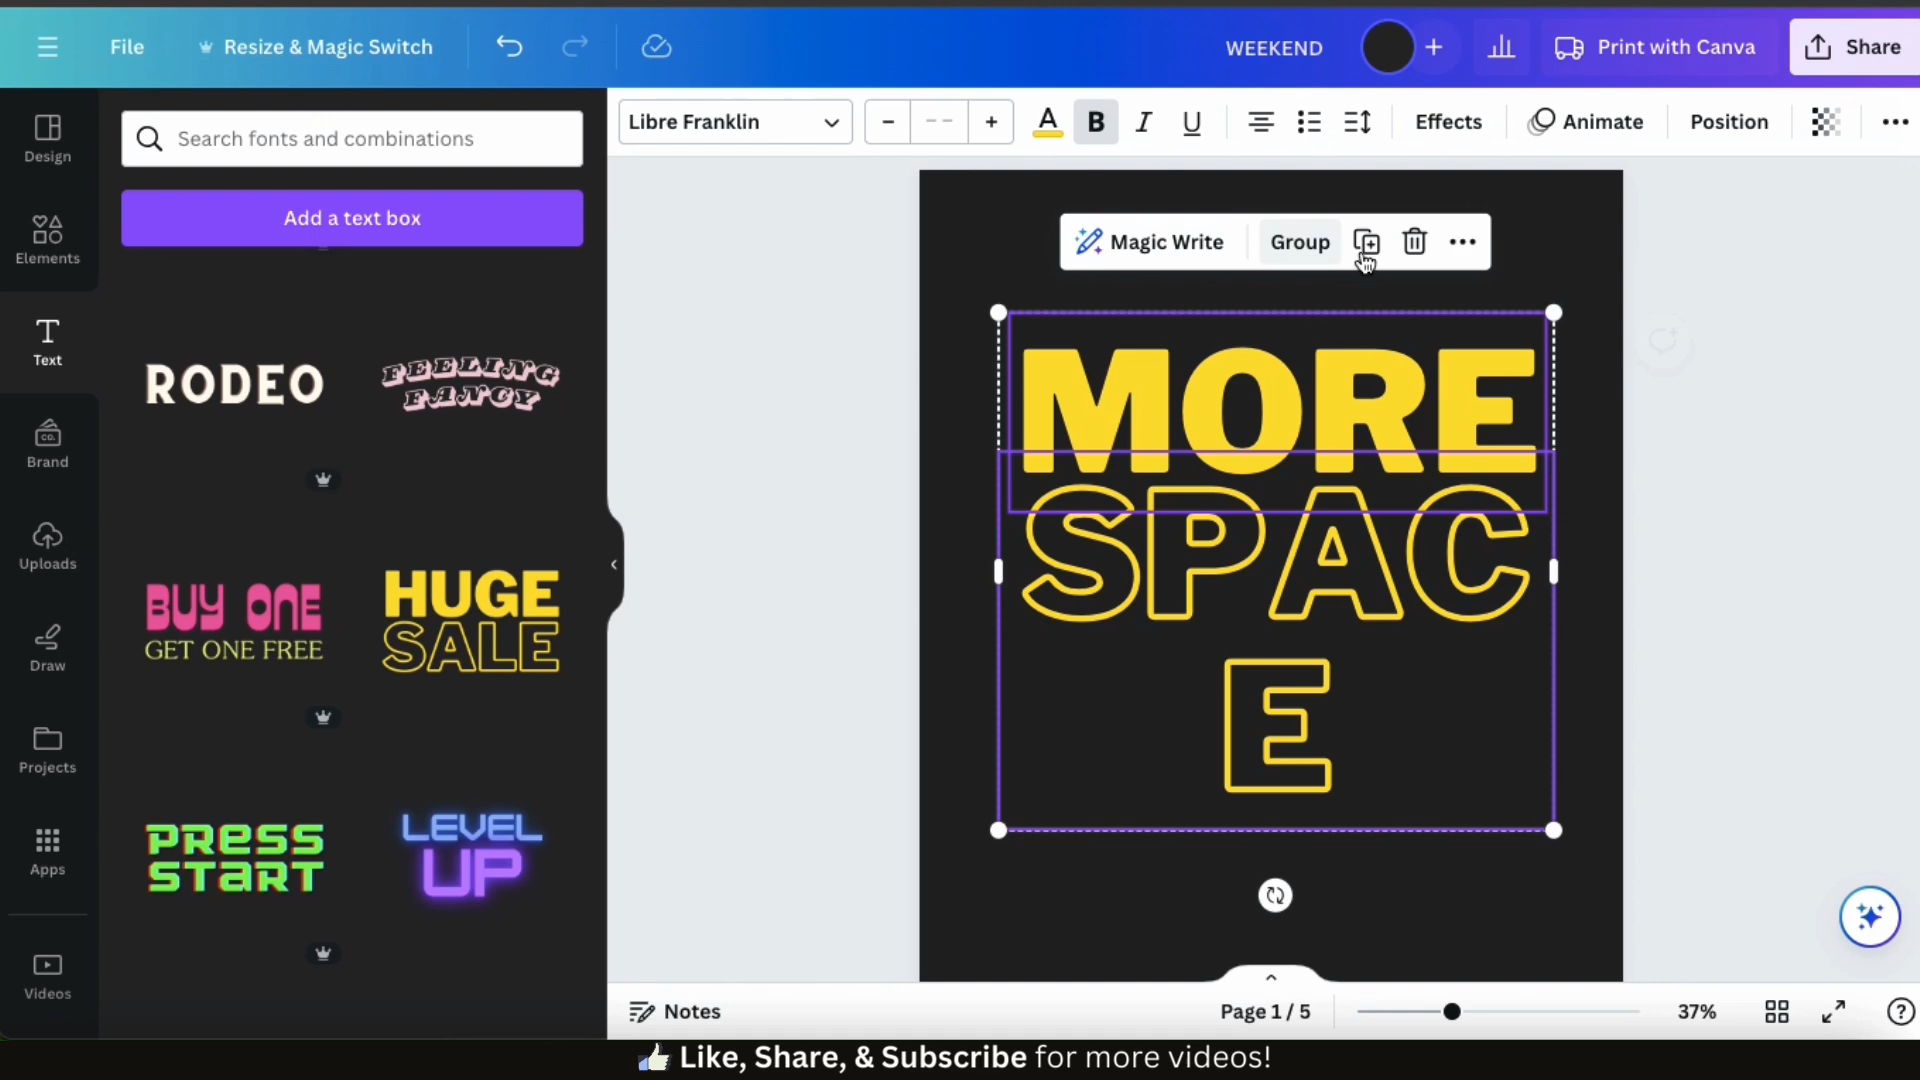 File
Resize & Magic Switch
WEEKEND
Print with Canva
Share
Libre Franklin
− -- +
A B I U
Effects
Animate
Position
Search fonts and combinations
Add a text box
Design
Elements
Text
Brand
CO.
Uploads
Draw
Projects
Apps
Videos
RODEO
FEELING
FANCY
BUY ONE
GET ONE FREE
HUGE
SALE
PRESS
START
LEVEL
UP
Magic Write
Group
MORE
SPAC
E
Notes
Page 1 / 5
37%
?
Like, Share, & Subscribe for more videos!